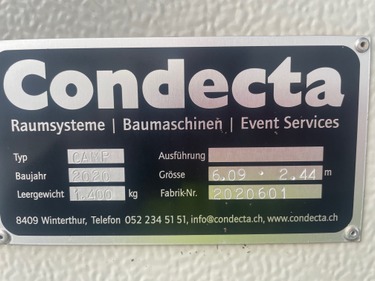 Condecta
Raumsysteme | Baumaschinen | Event Services
Typ CAMP Ausführung
Baujahr 2020 Grösse 6,09 · 2,44 m
Leergewicht 1.400 kg Fabrik-Nr. 2020601
8409 Winterthur, Telefon 052 234 51 51, info@condecta.ch, www.condecta.ch